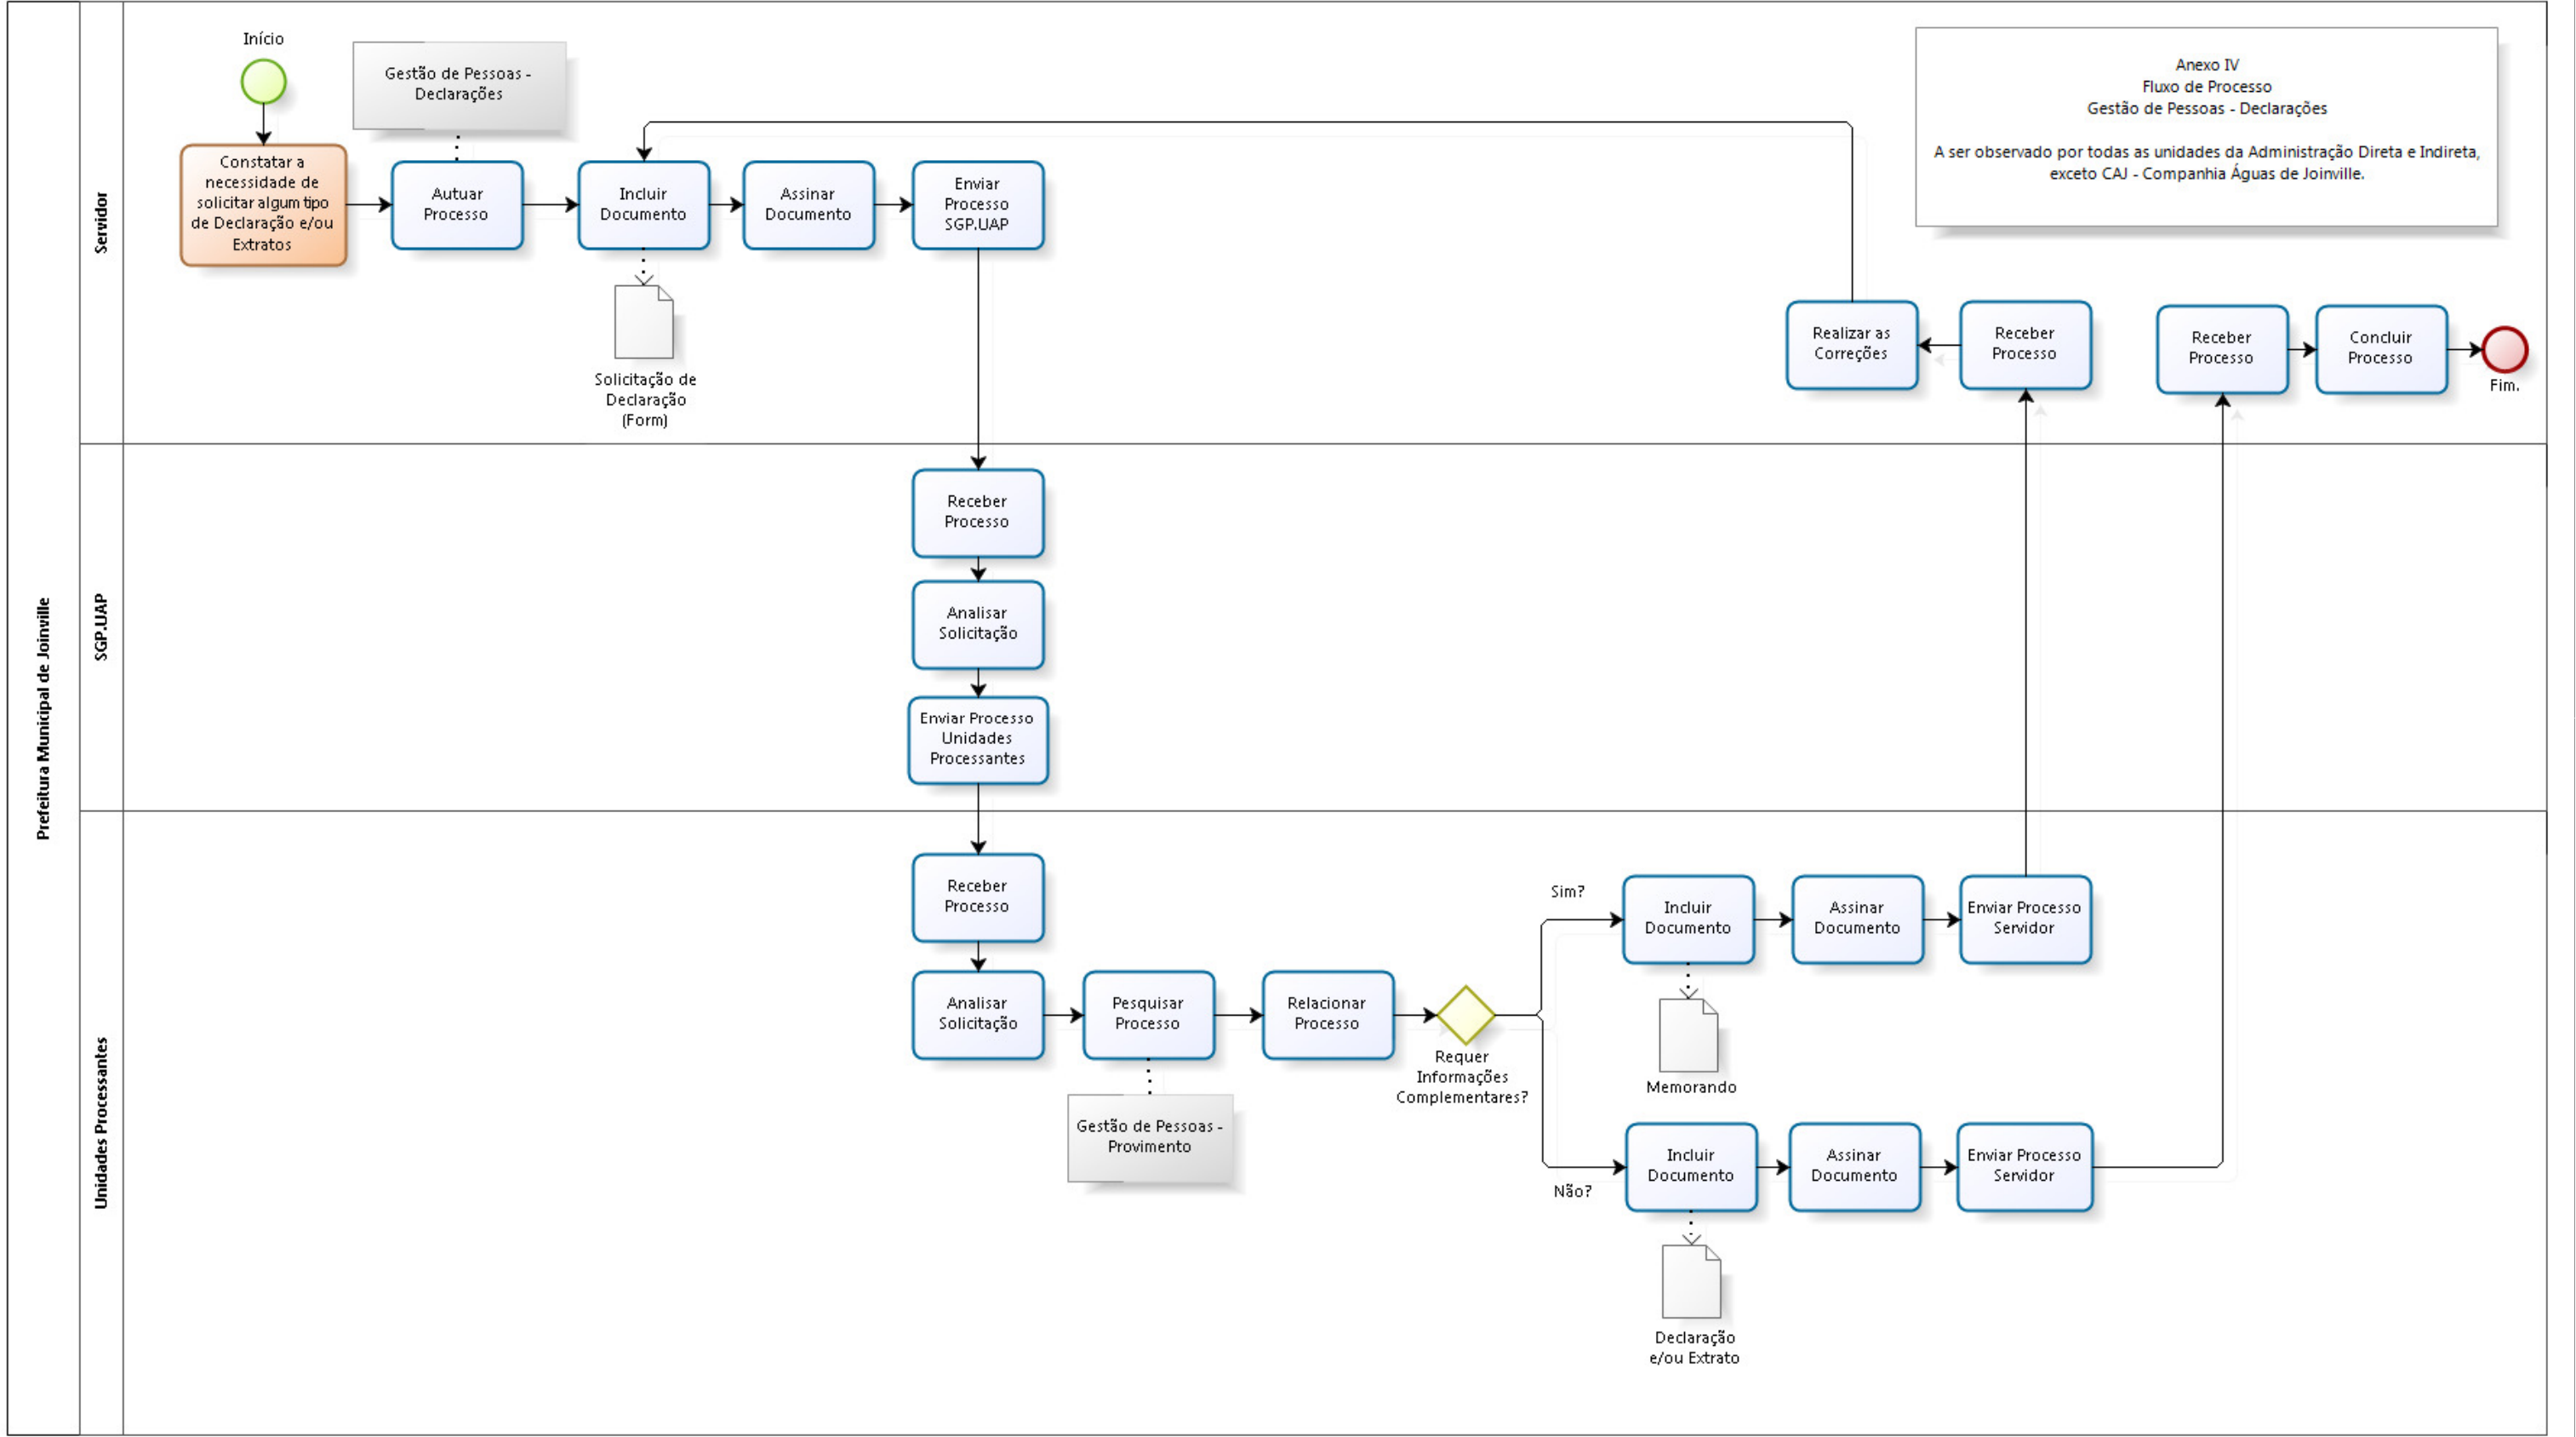 Prefeitura Municipal de Joinville
Servidor
Início
Constatar a
necessidade de
solicitar algum tipo
de Declaração e/ou
Extratos
Gestão de Pessoas -
Declarações
Autuar
Processo
Incluir
Documento
Solicitação de
Declaração
(Form)
Assinar
Documento
Enviar
Processo
SGP.UAP
Anexo IV
Fluxo de Processo
Gestão de Pessoas - Declarações
A ser observado por todas as unidades da Administração Direta e Indireta,
exceto CAJ - Companhia Águas de Joinville.
Realizar as
Correções
Receber
Processo
Receber
Processo
Concluir
Processo
Fim.
SGP.UAP
Receber
Processo
Analisar
Solicitação
Enviar Processo
Unidades
Processantes
Unidades Processantes
Receber
Processo
Analisar
Solicitação
Pesquisar
Processo
Gestão de Pessoas -
Provimento
Relacionar
Processo
Requer
Informações
Complementares?
Sim?
Incluir
Documento
Memorando
Assinar
Documento
Enviar Processo
Servidor
Não?
Incluir
Documento
Declaração
e/ou Extrato
Assinar
Documento
Enviar Processo
Servidor